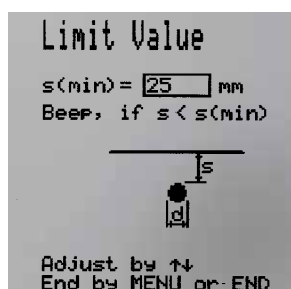 Limit Value
s(min)= 25 mm
Beep, if s < s(min)
s
d
Adjust by ↑↓
End by MENU or END